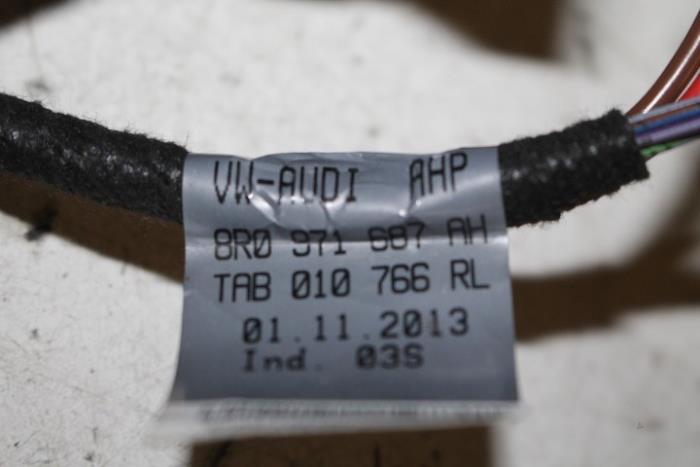 VW-AUDI AHP
8R0 971 687 AH
TAB 010 766 RL
01.11.2013
Ind. 03S